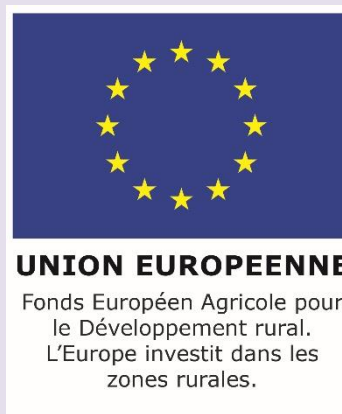 UNION EUROPEENNE
Fonds Européen Agricole pour
le Développement rural.
L'Europe investit dans les
zones rurales.